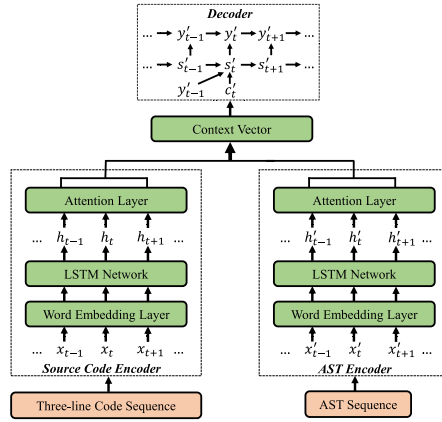 Decoder
... y′ₜ₋₁ y′ₜ y′ₜ₊₁ ...
... s′ₜ₋₁ s′ₜ s′ₜ₊₁ ...
y′ₜ₋₁ c′ₜ
Context Vector
Attention Layer
... hₜ₋₁ hₜ hₜ₊₁ ...
LSTM Network
Word Embedding Layer
... xₜ₋₁ xₜ xₜ₊₁ ...
Source Code Encoder
Three-line Code Sequence
Attention Layer
... h′ₜ₋₁ h′ₜ h′ₜ₊₁ ...
LSTM Network
Word Embedding Layer
... x′ₜ₋₁ x′ₜ x′ₜ₊₁ ...
AST Encoder
AST Sequence